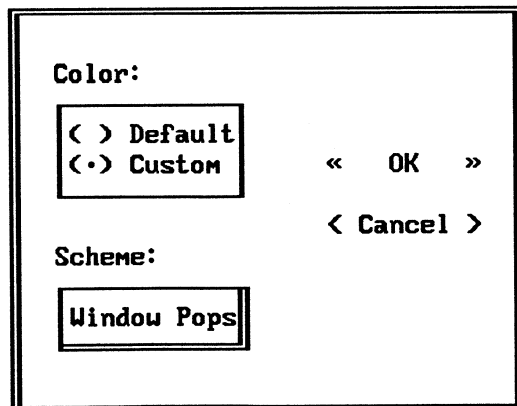 Color:
( ) Default
(•) Custom
« OK »
< Cancel >
Scheme:
Window Pops